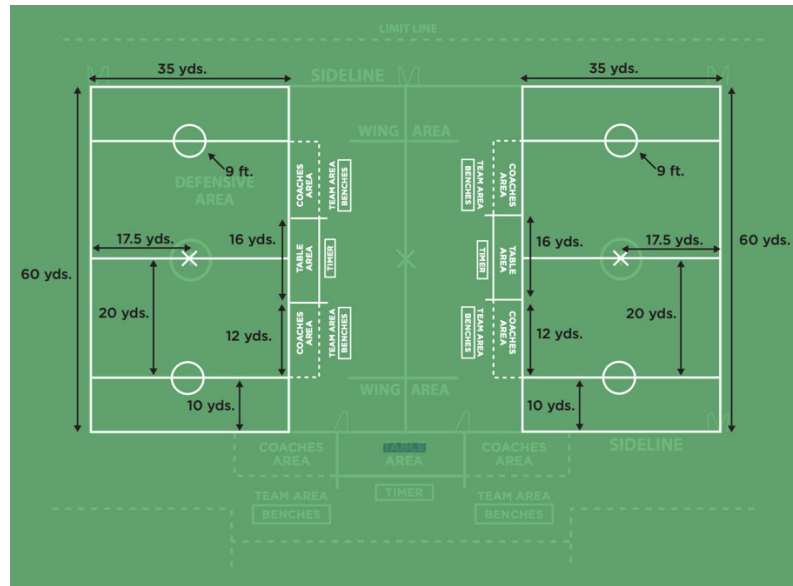 LIMIT LINE
35 yds.
SIDELINE
35 yds.
WING AREA
9 ft.
9 ft.
DEFENSIVE
AREA
COACHES
AREA
TEAM AREA
BENCHES
TEAM AREA
BENCHES
COACHES
AREA
17.5 yds.
16 yds.
TABLE
AREA
TIMER
TIMER
TABLE
AREA
16 yds.
17.5 yds.
60 yds.
60 yds.
20 yds.
20 yds.
12 yds.
COACHES
AREA
TEAM AREA
BENCHES
TEAM AREA
BENCHES
COACHES
AREA
12 yds.
10 yds.
WING AREA
10 yds.
COACHES
AREA
TABLE
AREA
COACHES
AREA
SIDELINE
TEAM AREA
BENCHES
TIMER
TEAM AREA
BENCHES